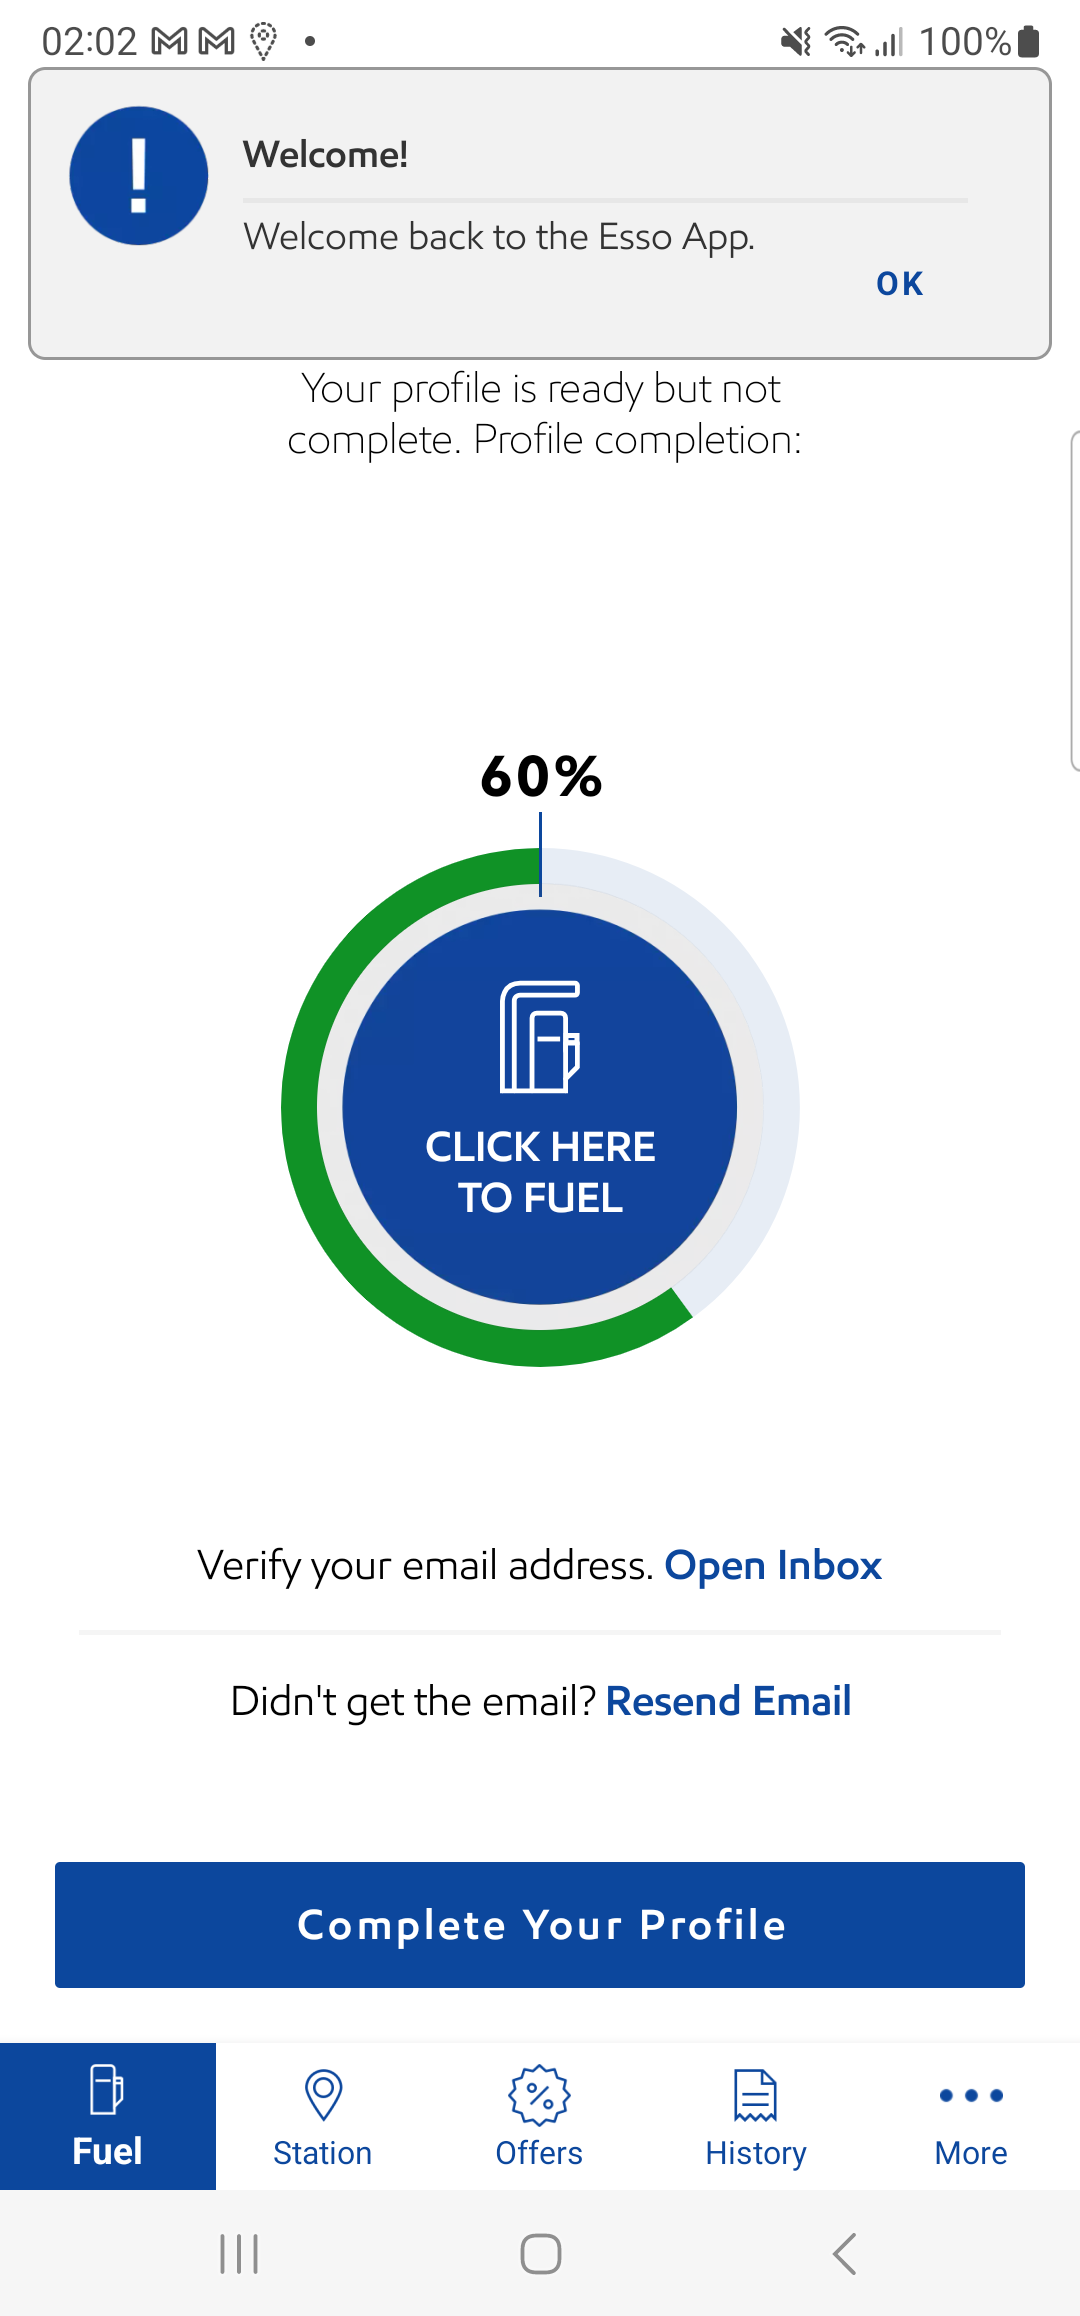 02:02
100%
Welcome!
Welcome back to the Esso App.
OK
Your profile is ready but not
complete. Profile completion:
60%
CLICK HERE
TO FUEL
Verify your email address. Open Inbox
Didn't get the email? Resend Email
Complete Your Profile
Fuel
Station
Offers
History
More